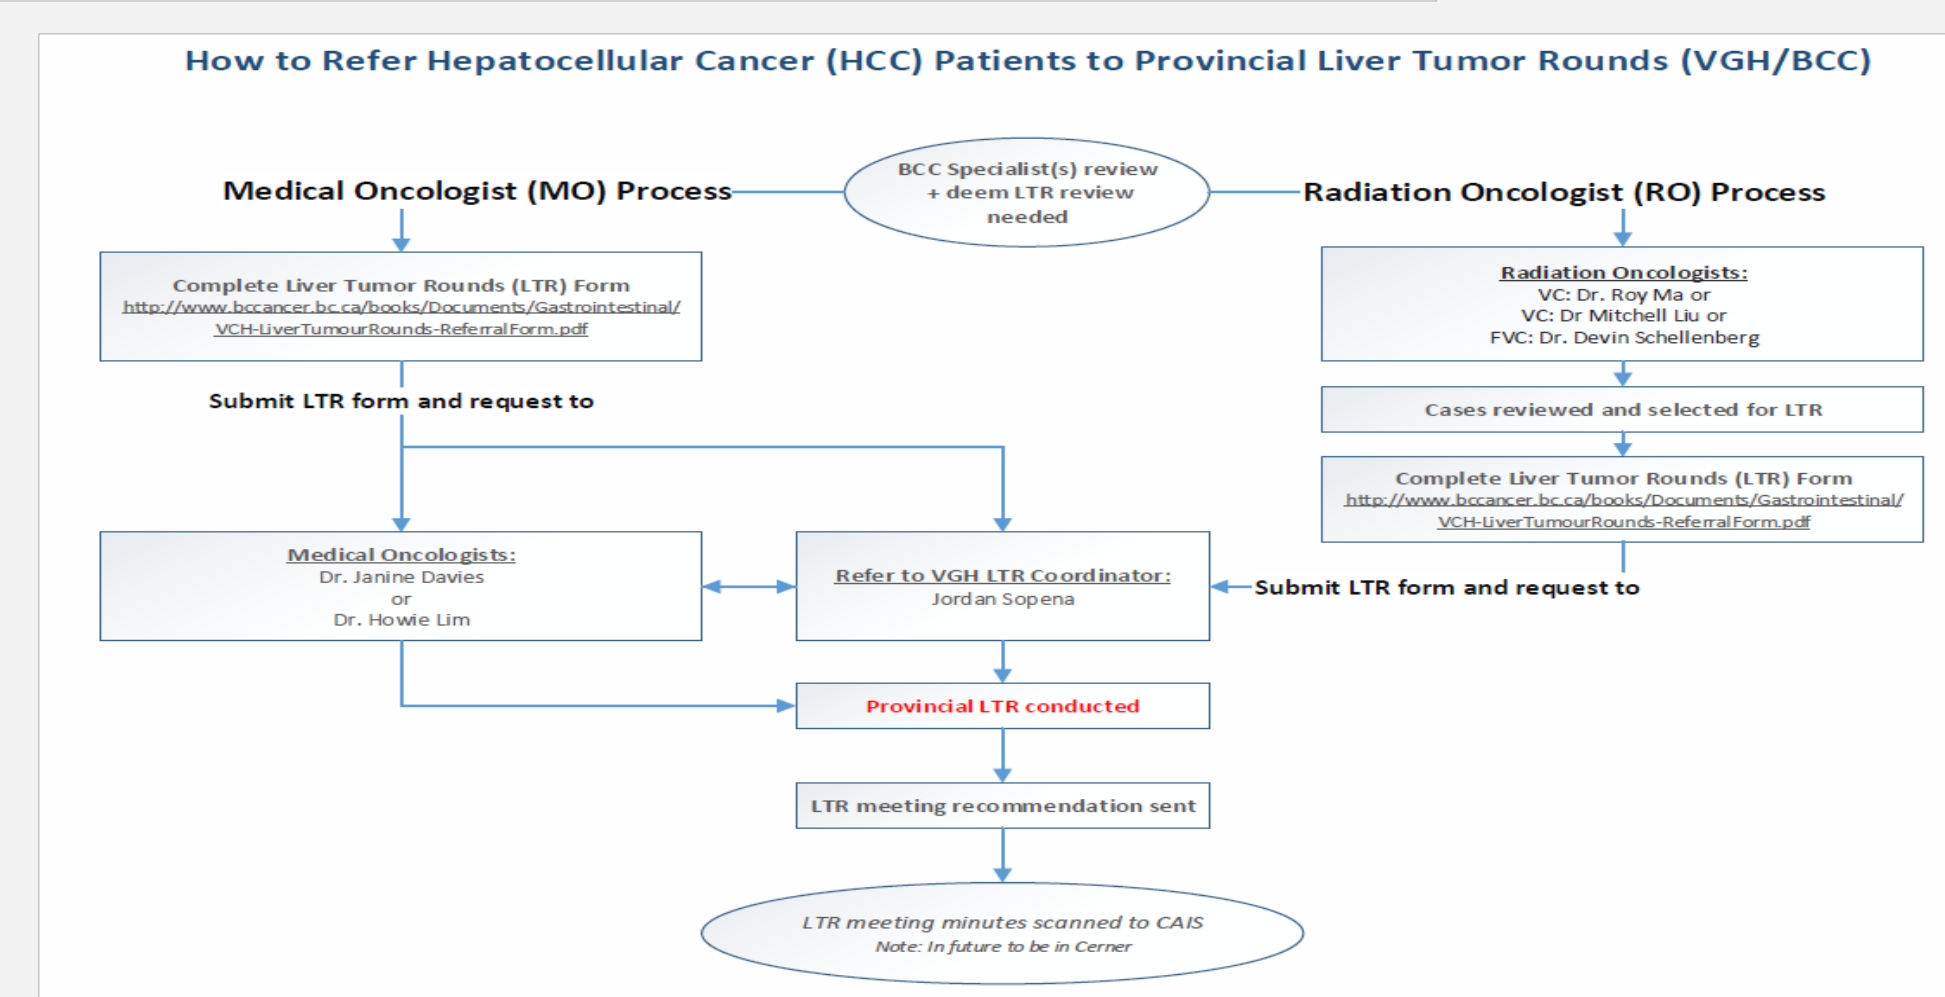 How to Refer Hepatocellular Cancer (HCC) Patients to Provincial Liver Tumor Rounds (VGH/BCC)
BCC Specialist(s) review
+ deem LTR review
needed
Medical Oncologist (MO) Process
Radiation Oncologist (RO) Process
Complete Liver Tumor Rounds (LTR) Form
http://www.bccancer.bc.ca/books/Documents/Gastrointestinal/
VCH-LiverTumourRounds-ReferralForm.pdf
Radiation Oncologists:
VC: Dr. Roy Ma or
VC: Dr Mitchell Liu or
FVC: Dr. Devin Schellenberg
Submit LTR form and request to
Cases reviewed and selected for LTR
Complete Liver Tumor Rounds (LTR) Form
http://www.bccancer.bc.ca/books/Documents/Gastrointestinal/
VCH-LiverTumourRounds-ReferralForm.pdf
Medical Oncologists:
Dr. Janine Davies
or
Dr. Howie Lim
Refer to VGH LTR Coordinator:
Jordan Sopena
Submit LTR form and request to
Provincial LTR conducted
LTR meeting recommendation sent
LTR meeting minutes scanned to CAIS
Note: In future to be in Cerner